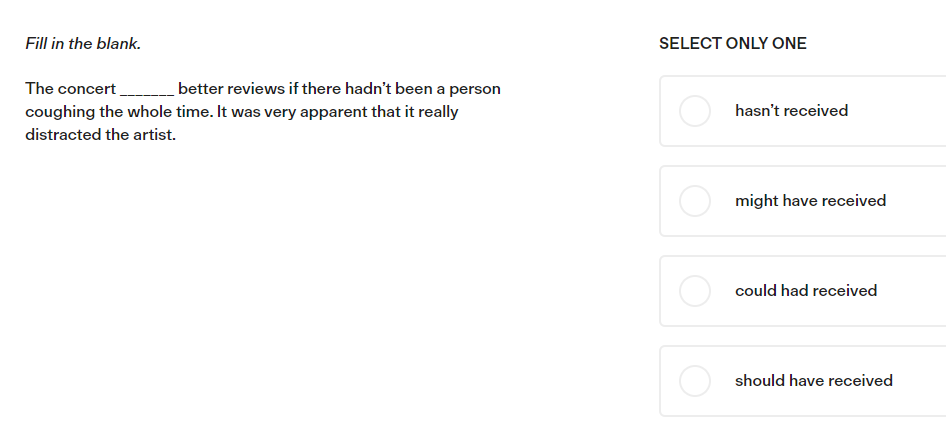 Fill in the blank.
SELECT ONLY ONE
The concert _______ better reviews if there hadn't been a person
coughing the whole time. It was very apparent that it really
distracted the artist.
hasn't received
might have received
could had received
should have received